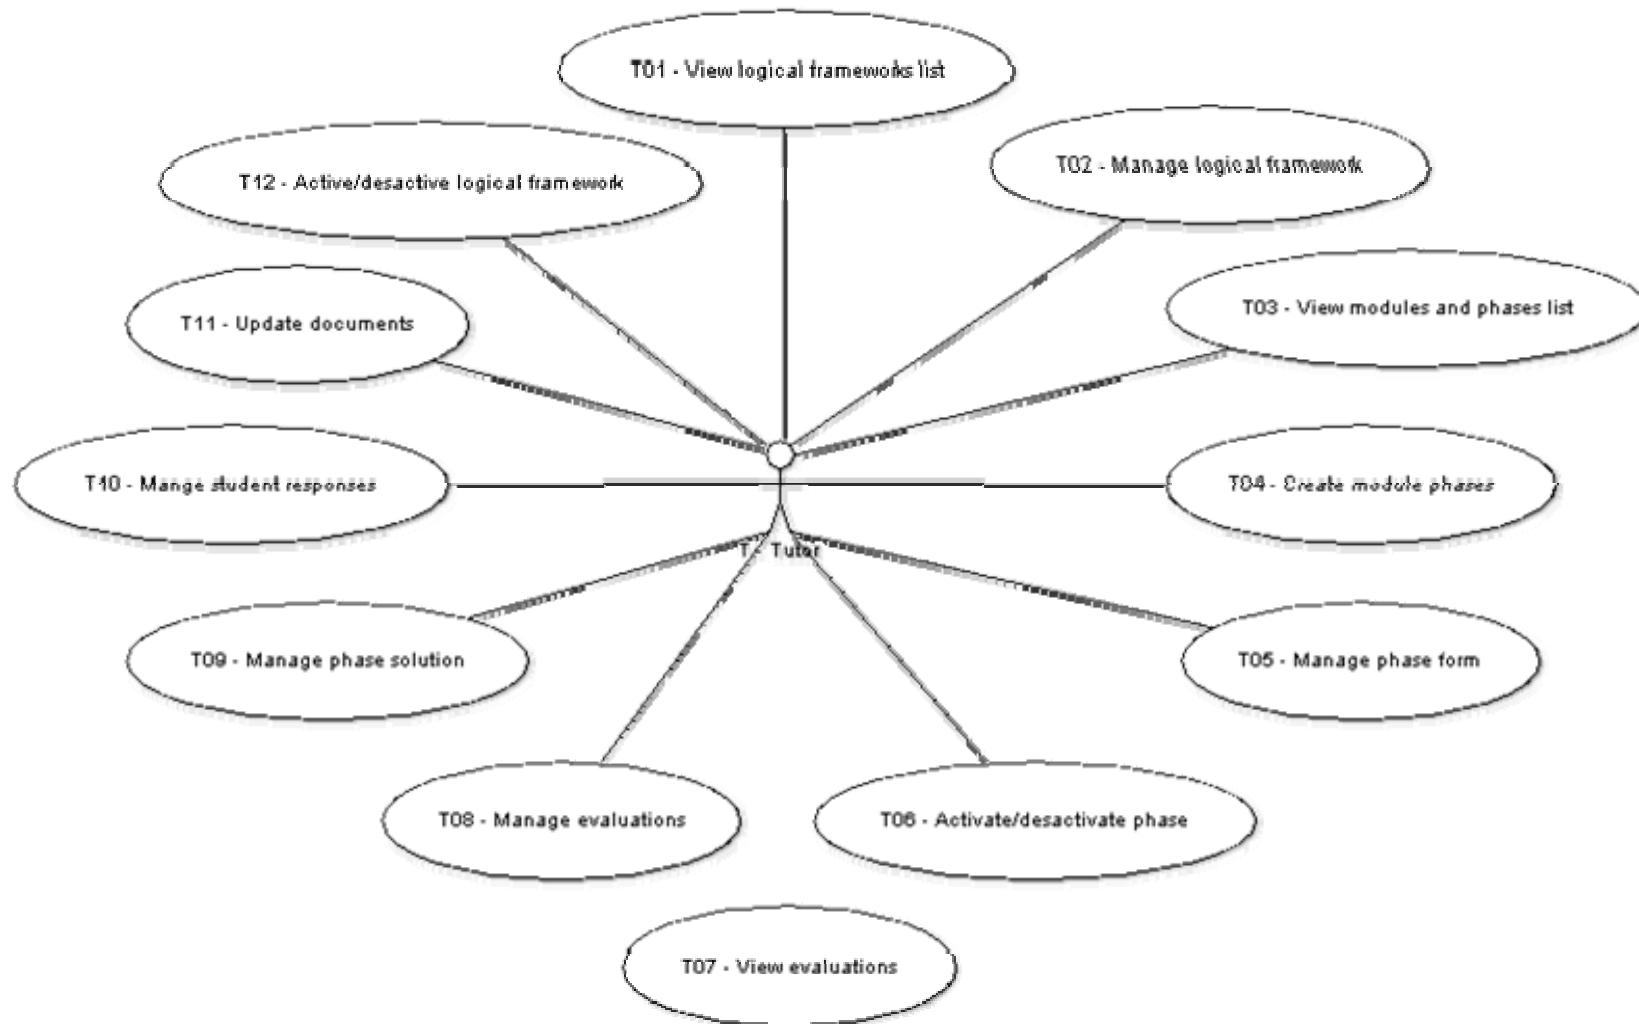 T01 - View logical frameworks list
T02 - Manage logical framework
T12 - Active/desactive logical framework
T03 - View modules and phases list
T11 - Update documents
T10 - Mange student responses
T04 - Create module phases
T - Tutor
T09 - Manage phase solution
T05 - Manage phase form
T08 - Manage evaluations
T06 - Activate/desactivate phase
T07 - View evaluations